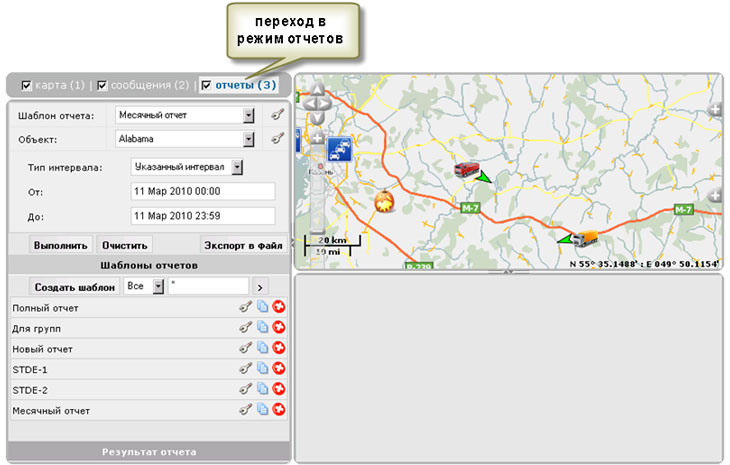 переход в
режим отчетов
карта (1) | сообщения (2) | отчеты (3)
Шаблон отчета: Месячный отчет
Объект: Alabama
Тип интервала: Указанный интервал
От: 11 Мар 2010 00:00
До: 11 Мар 2010 23:59
Выполнить Очистить Экспорт в файл
Шаблоны отчетов
Создать шаблон Все * >
Полный отчет
Для групп
Новый отчет
STDE-1
STDE-2
Месячный отчет
Результат отчета
M-7
M-7
20 km
10 mi
N 55° 35.1488' : E 049° 50.1154'